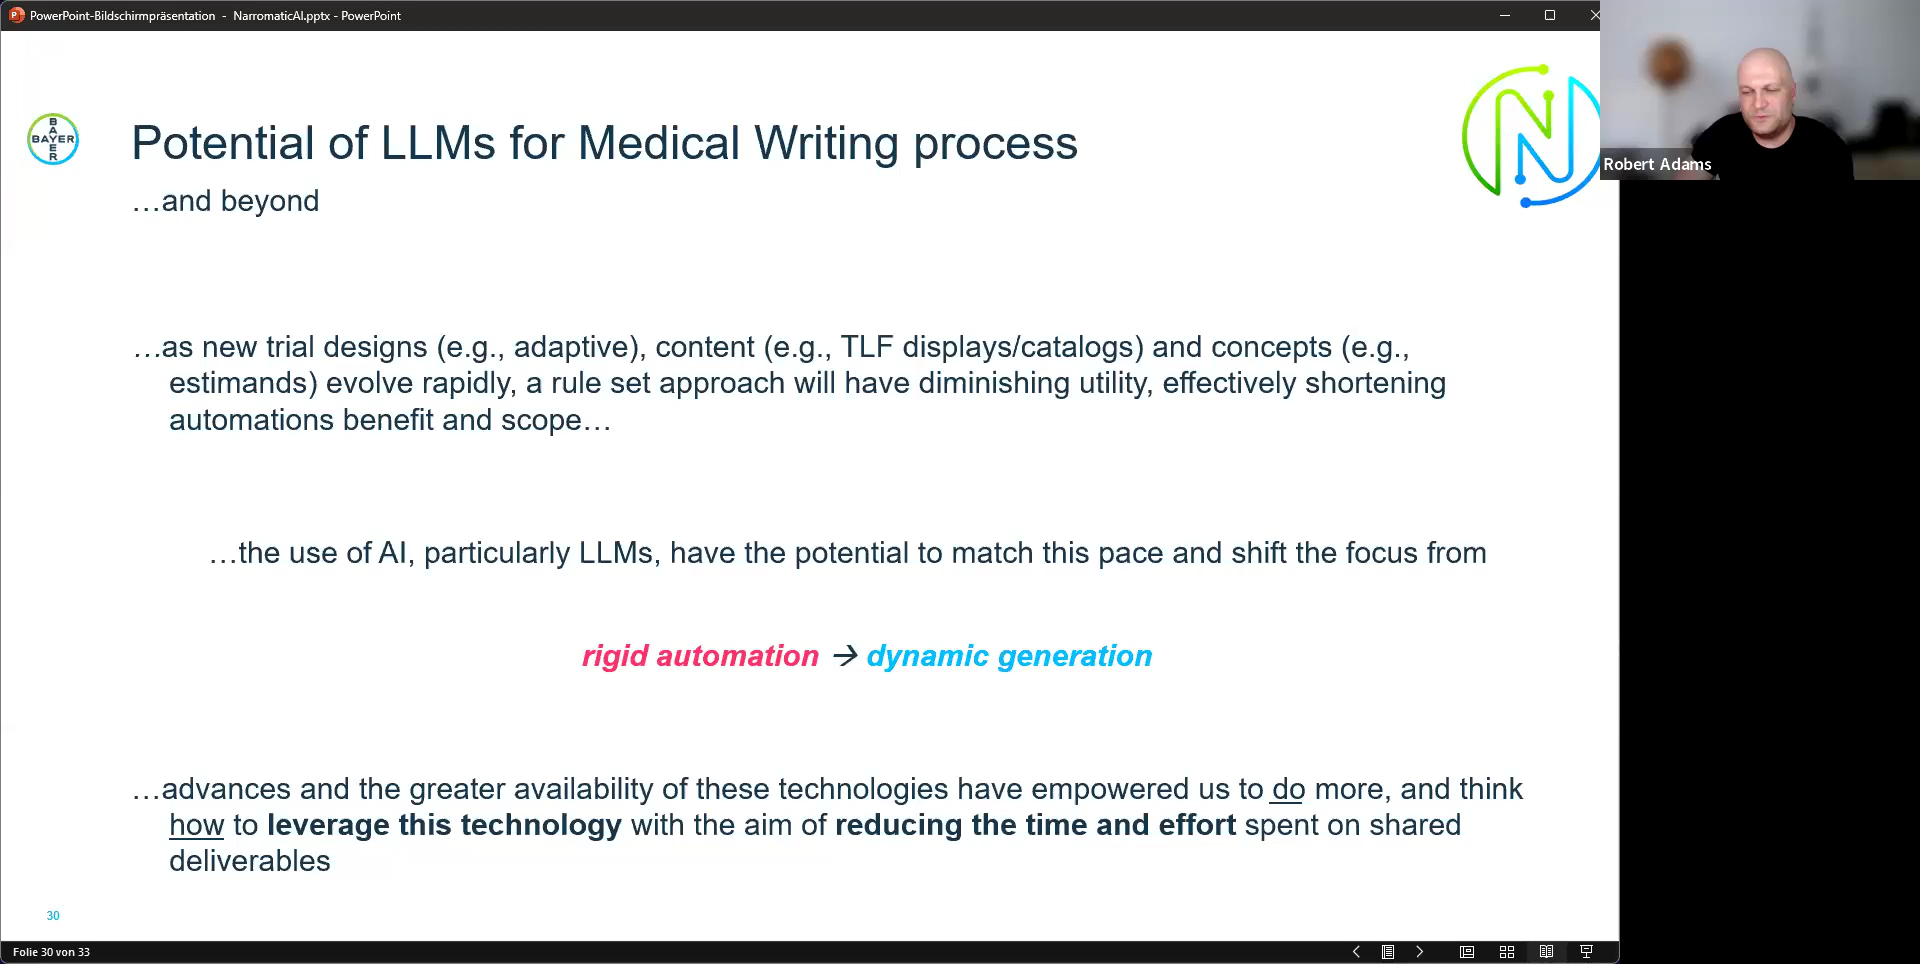 PowerPoint-Bildschirmpräsentation - NarromaticAI.pptx - PowerPoint
BAYER
BAYER
Potential of LLMs for Medical Writing process
…and beyond
N
Robert Adams
…as new trial designs (e.g., adaptive), content (e.g., TLF displays/catalogs) and concepts (e.g.,
estimands) evolve rapidly, a rule set approach will have diminishing utility, effectively shortening
automations benefit and scope…
…the use of AI, particularly LLMs, have the potential to match this pace and shift the focus from
rigid automation → dynamic generation
…advances and the greater availability of these technologies have empowered us to do more, and think
how to leverage this technology with the aim of reducing the time and effort spent on shared
deliverables
30
Folie 30 von 33